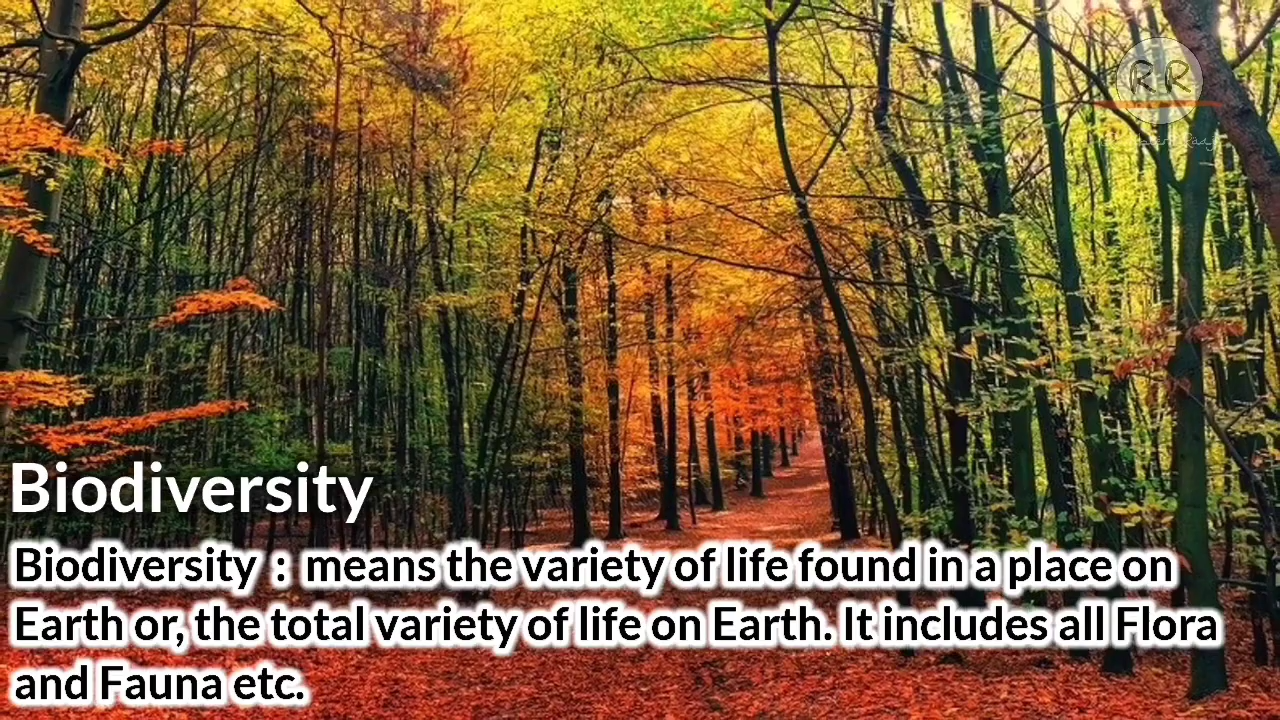 R R
Biodiversity
Biodiversity : means the variety of life found in a place on
Earth or, the total variety of life on Earth. It includes all Flora
and Fauna etc.